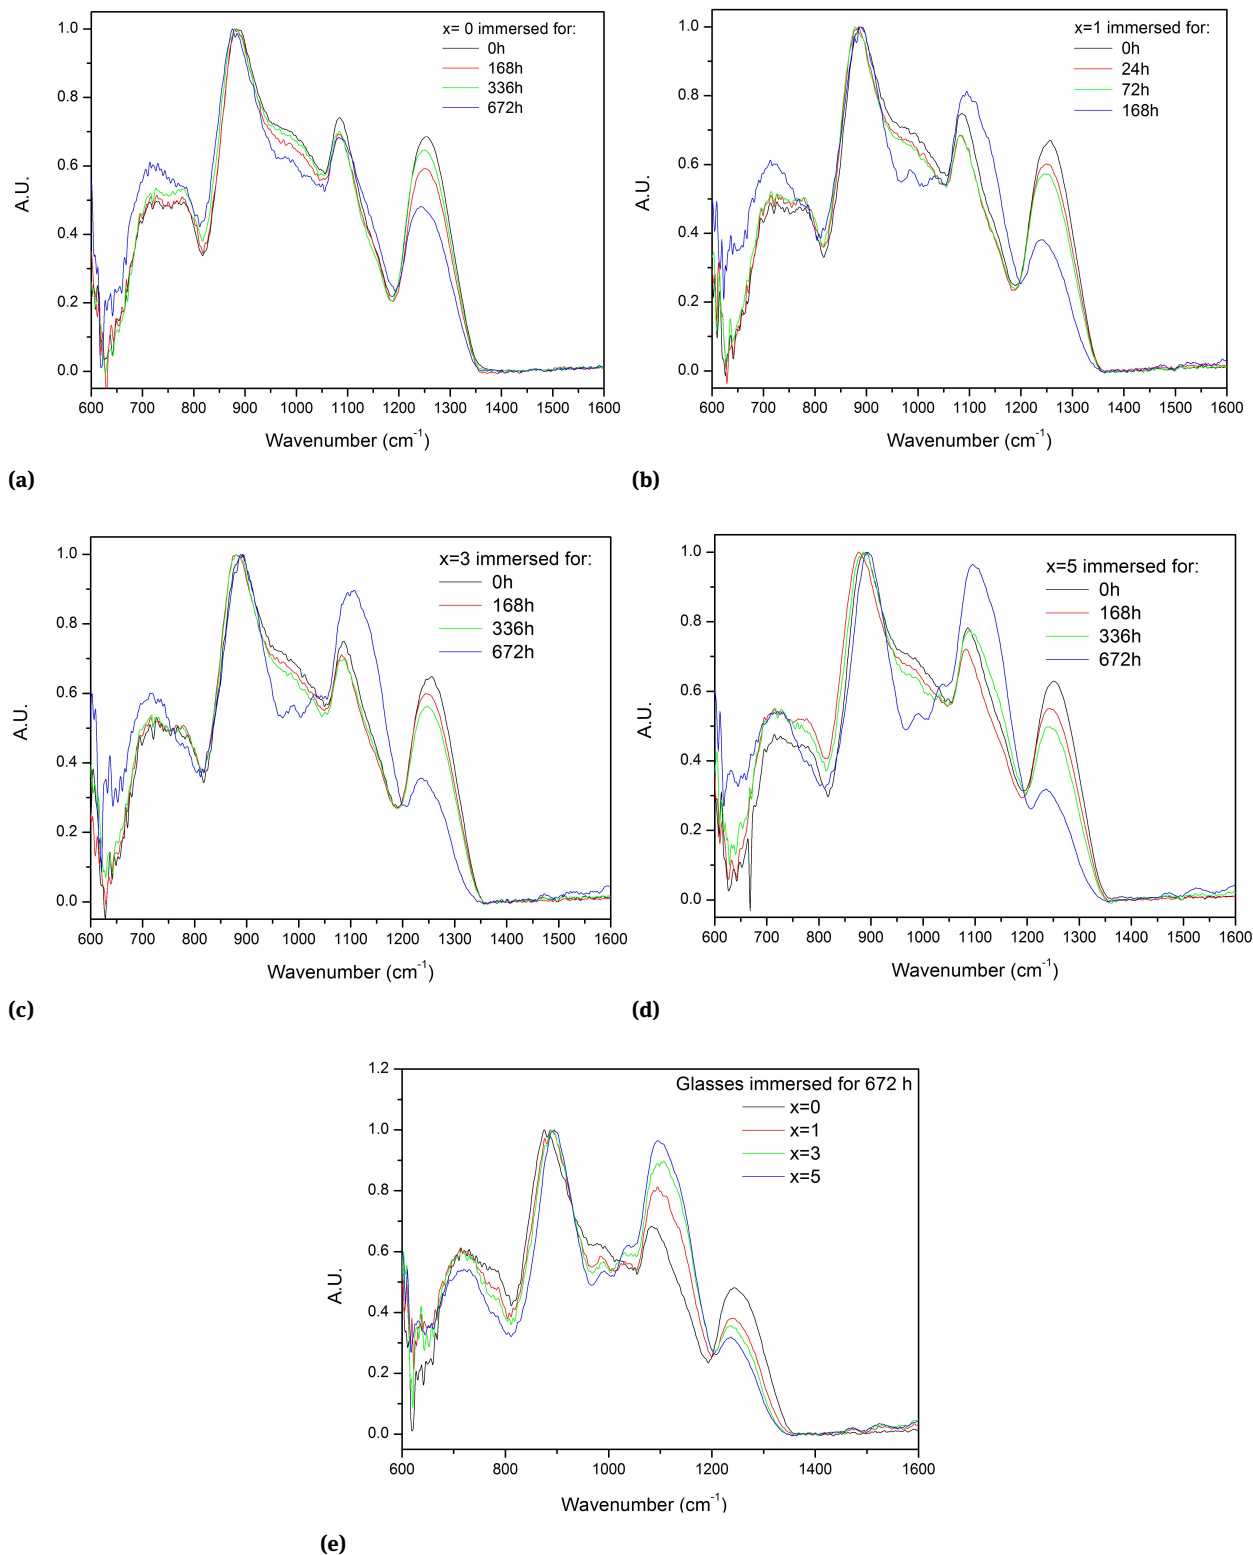 x= 0 immersed for:
0h
168h
336h
672h
1.0
0.8
0.6
0.4
0.2
0.0
A.U.
600 700 800 900 1000 1100 1200 1300 1400 1500 1600
Wavenumber (cm-1)
(a)
x=1 immersed for:
0h
24h
72h
168h
1.0
0.8
0.6
0.4
0.2
0.0
A.U.
600 700 800 900 1000 1100 1200 1300 1400 1500 1600
Wavenumber (cm-1)
(b)
x=3 immersed for:
0h
168h
336h
672h
1.0
0.8
0.6
0.4
0.2
0.0
A.U.
600 700 800 900 1000 1100 1200 1300 1400 1500 1600
Wavenumber (cm-1)
(c)
x=5 immersed for:
0h
168h
336h
672h
1.0
0.8
0.6
0.4
0.2
0.0
A.U.
600 700 800 900 1000 1100 1200 1300 1400 1500 1600
Wavenumber (cm-1)
(d)
Glasses immersed for 672 h
x=0
x=1
x=3
x=5
1.2
1.0
0.8
0.6
0.4
0.2
0.0
A.U.
600 800 1000 1200 1400 1600
Wavenumber (cm-1)
(e)